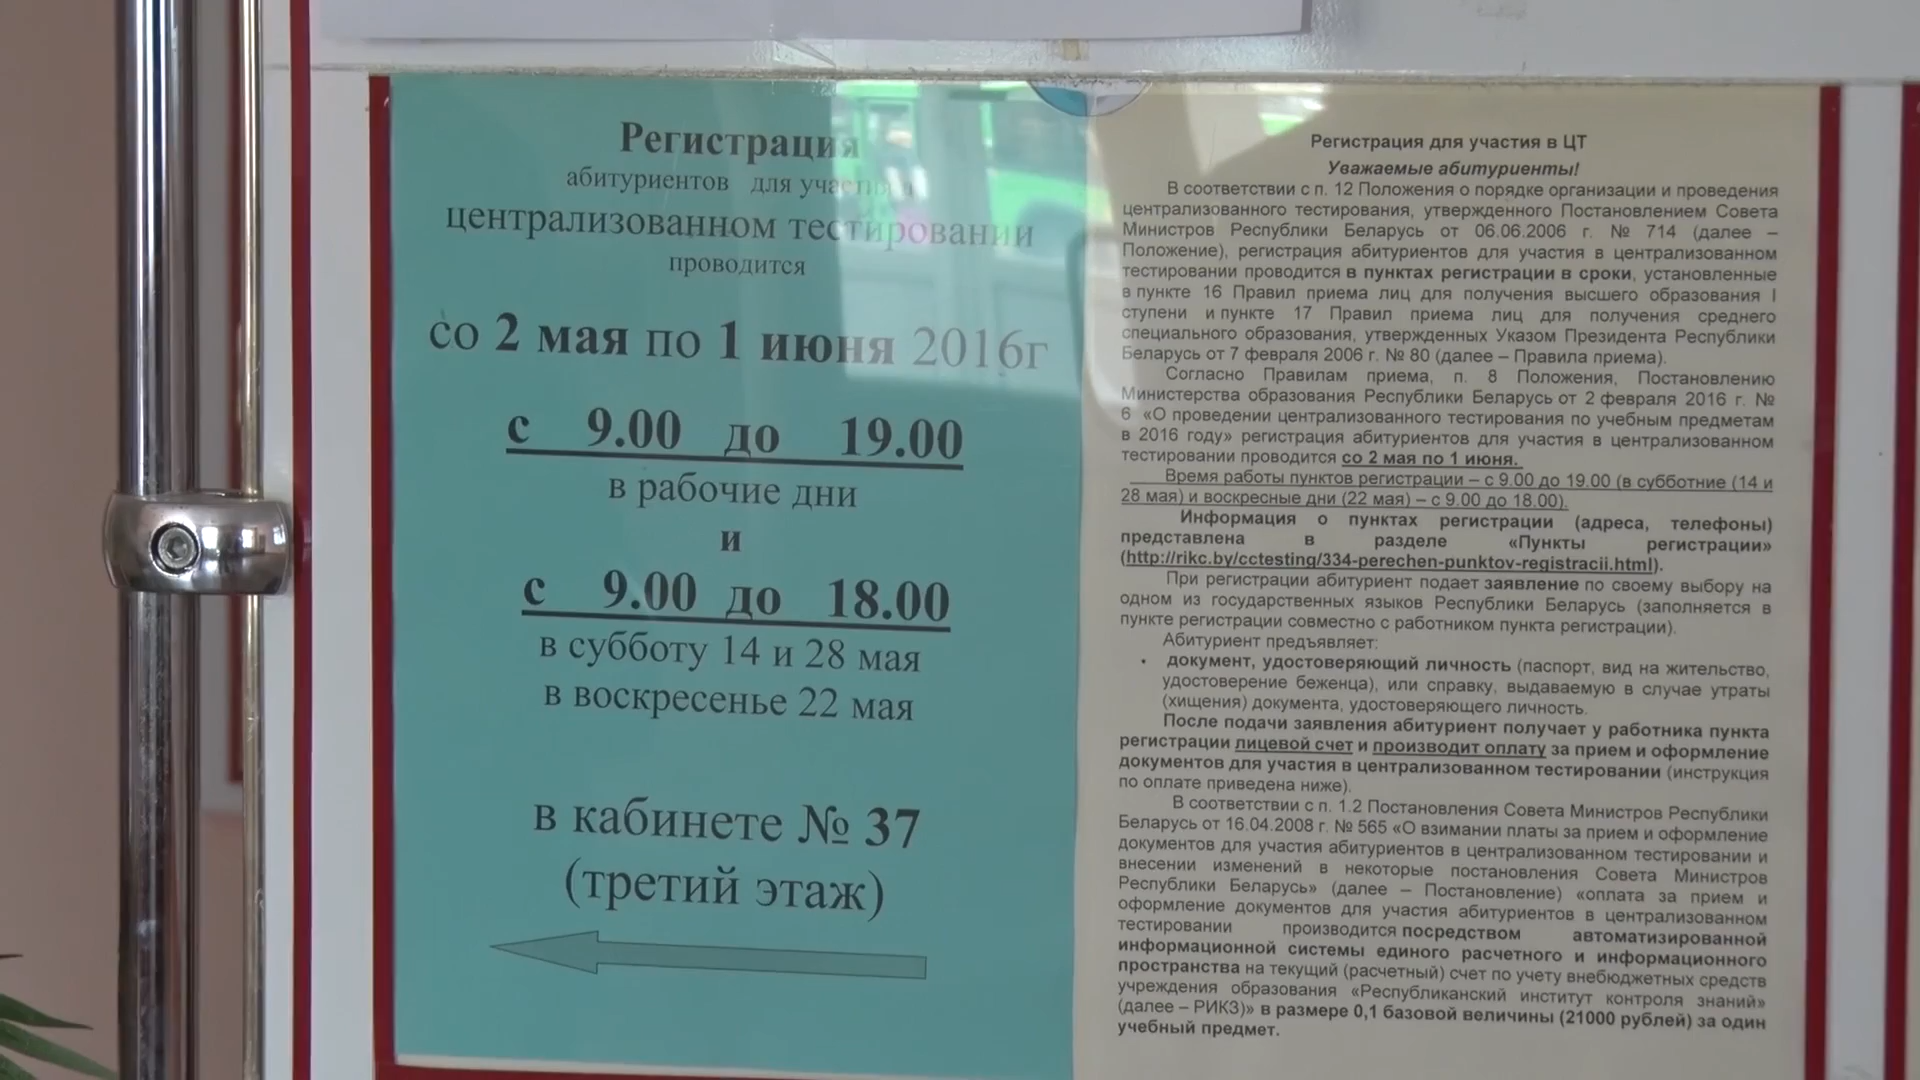 Регистрация
абитуриентов для участия в
централизованном тестировании
проводится
со 2 мая по 1 июня 2016г
с 9.00 до 19.00
в рабочие дни
и
с 9.00 до 18.00
в субботу 14 и 28 мая
в воскресенье 22 мая
в кабинете № 37
(третий этаж)
Регистрация для участия в ЦТ
Уважаемые абитуриенты!
В соответствии с п. 12 Положения о порядке организации и проведения
централизованного тестирования, утвержденного Постановлением Совета
Министров Республики Беларусь от 06.06.2006 г. № 714 (далее –
Положение), регистрация абитуриентов для участия в централизованном
тестировании проводится в пунктах регистрации в сроки, установленные
в пункте 16 Правил приема лиц для получения высшего образования I
ступени и пункте 17 Правил приема лиц для получения среднего
специального образования, утвержденных Указом Президента Республики
Беларусь от 7 февраля 2006 г. № 80 (далее – Правила приема).
Согласно Правилам приема, п. 8 Положения, Постановлению
Министерства образования Республики Беларусь от 2 февраля 2016 г. №
6 «О проведении централизованного тестирования по учебным предметам
в 2016 году» регистрация абитуриентов для участия в централизованном
тестировании проводится со 2 мая по 1 июня.
Время работы пунктов регистрации – с 9.00 до 19.00 (в субботние (14 и
28 мая) и воскресные дни (22 мая) – с 9.00 до 18.00).
Информация о пунктах регистрации (адреса, телефоны)
представлена в разделе «Пункты регистрации»
(http://rikc.by/cctesting/334-perechen-punktov-registracii.html).
При регистрации абитуриент подает заявление по своему выбору на
одном из государственных языков Республики Беларусь (заполняется в
пункте регистрации совместно с работником пункта регистрации).
Абитуриент предъявляет:
• документ, удостоверяющий личность (паспорт, вид на жительство,
удостоверение беженца), или справку, выдаваемую в случае утраты
(хищения) документа, удостоверяющего личность.
После подачи заявления абитуриент получает у работника пункта
регистрации лицевой счет и производит оплату за прием и оформление
документов для участия в централизованном тестировании (инструкция
по оплате приведена ниже).
В соответствии с п. 1.2 Постановления Совета Министров Республики
Беларусь от 16.04.2008 г. № 565 «О взимании платы за прием и оформление
документов для участия абитуриентов в централизованном тестировании и
внесении изменений в некоторые постановления Совета Министров
Республики Беларусь» (далее – Постановление) «оплата за прием и
оформление документов для участия абитуриентов в централизованном
тестировании производится посредством автоматизированной
информационной системы единого расчетного и информационного
пространства на текущий (расчетный) счет по учету внебюджетных средств
учреждения образования «Республиканский институт контроля знаний»
(далее – РИКЗ)» в размере 0,1 базовой величины (21000 рублей) за один
учебный предмет.